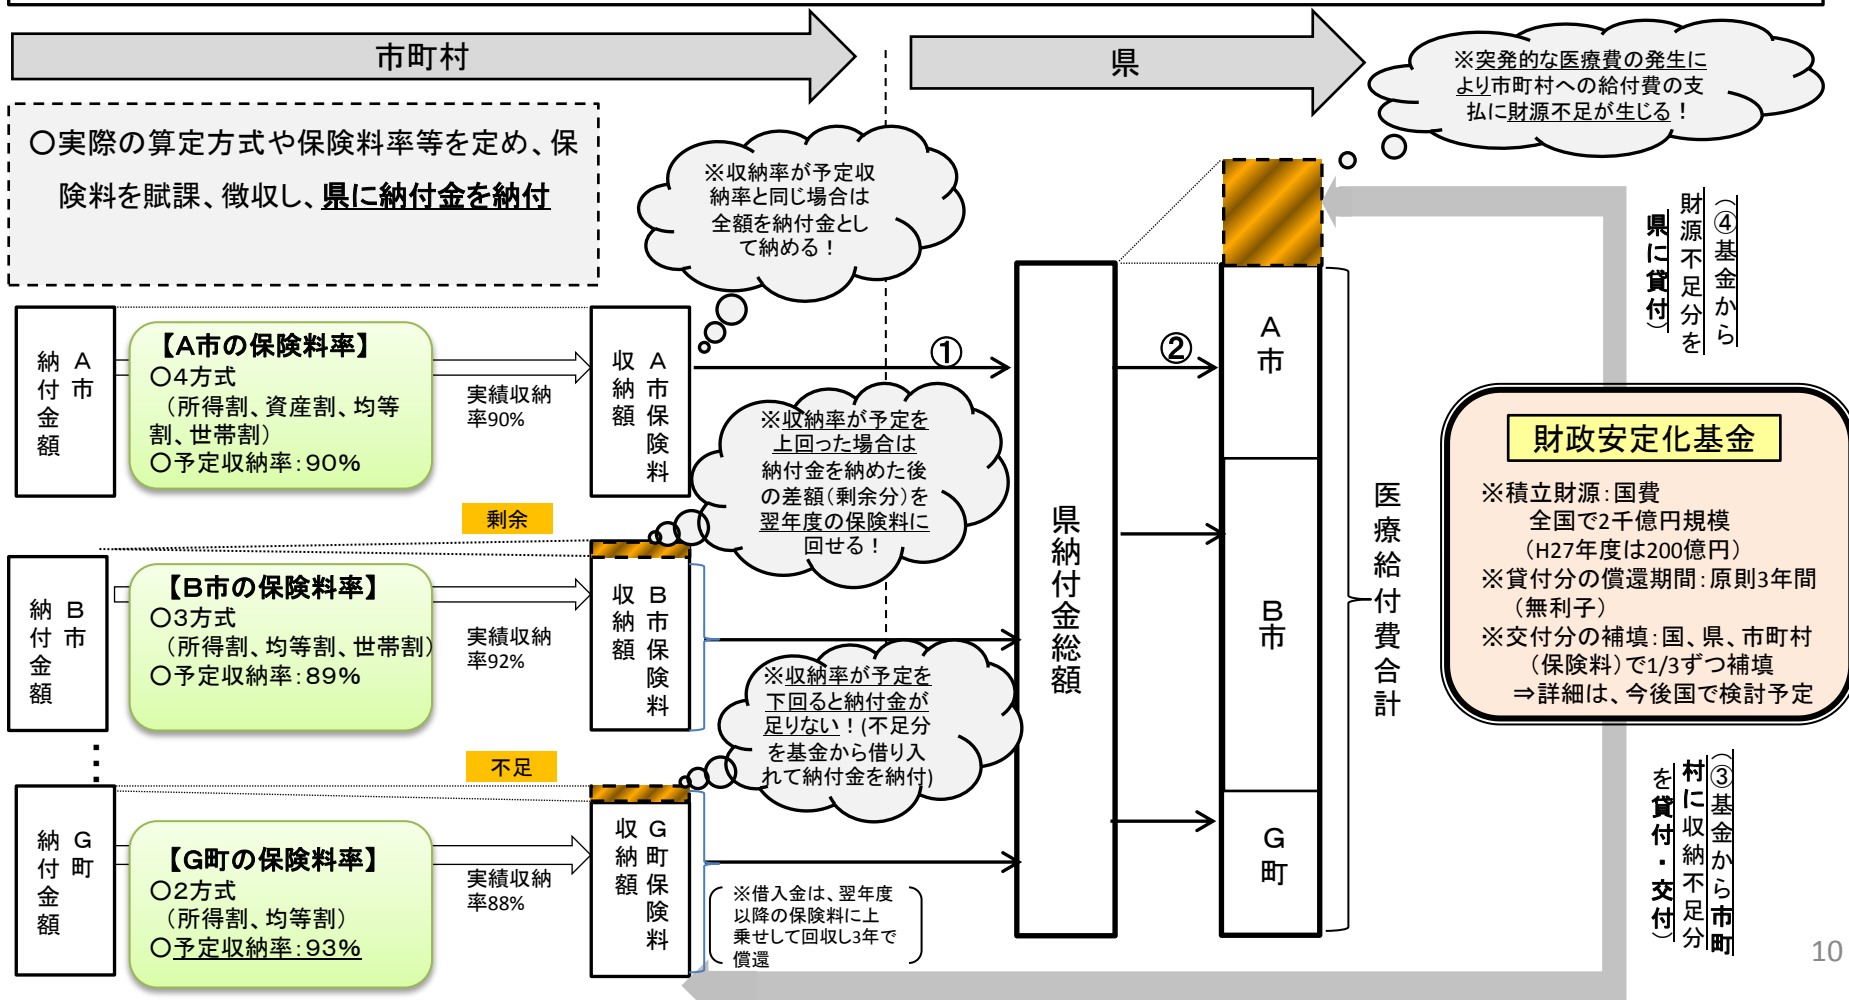 市町村
県
※突発的な医療費の発生に
より市町村への給付費の支
払に財源不足が生じる！
〇実際の算定方式や保険料率等を定め、保
険料を賦課、徴収し、県に納付金を納付
※収納率が予定収
納率と同じ場合は
全額を納付金とし
て納める！
A市
納付金額
【A市の保険料率】
〇4方式
（所得割、資産割、均等
割、世帯割）
〇予定収納率：90%
実績収納
率90%
A市保険料
収納額
①
②
※収納率が予定を
上回った場合は
納付金を納めた後
の差額（剰余分）を
翌年度の保険料に
回せる！
剰余
B市
納付金額
【B市の保険料率】
〇3方式
（所得割、均等割、世帯割）
〇予定収納率：89%
実績収納
率92%
B市保険料
収納額
※収納率が予定を
下回ると納付金が
足りない！(不足分
を基金から借り入
れて納付金を納付)
⋮
不足
G町
納付金額
【G町の保険料率】
〇2方式
（所得割、均等割）
〇予定収納率：93%
実績収納
率88%
G町保険料
収納額
※借入金は、翌年度
以降の保険料に上
乗せして回収し3年で
償還
県納付金総額
A市
B市
G町
医療給付費合計
（④基金から
財源不足分を
県に貸付）
財政安定化基金
※積立財源：国費
全国で2千億円規模
（H27年度は200億円）
※貸付分の償還期間：原則3年間
（無利子）
※交付分の補填：国、県、市町村
（保険料）で1/3ずつ補填
⇒詳細は、今後国で検討予定
（③基金から市町
村に収納不足分
を貸付・交付）
10